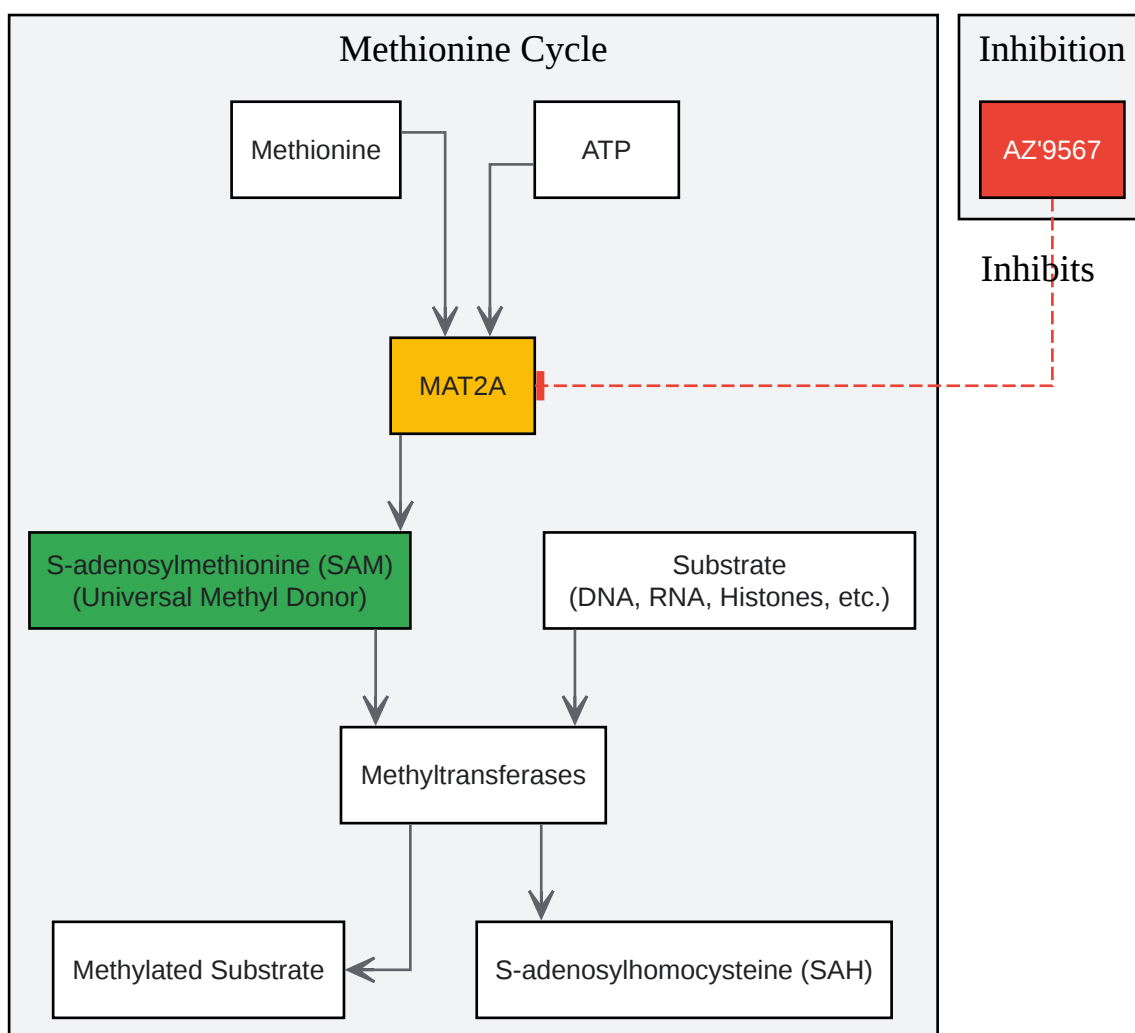 Methionine Cycle
Inhibition
Methionine
ATP
AZ'9567
Inhibits
MAT2A
S-adenosylmethionine (SAM)
(Universal Methyl Donor)
Substrate
(DNA, RNA, Histones, etc.)
Methyltransferases
Methylated Substrate
S-adenosylhomocysteine (SAH)